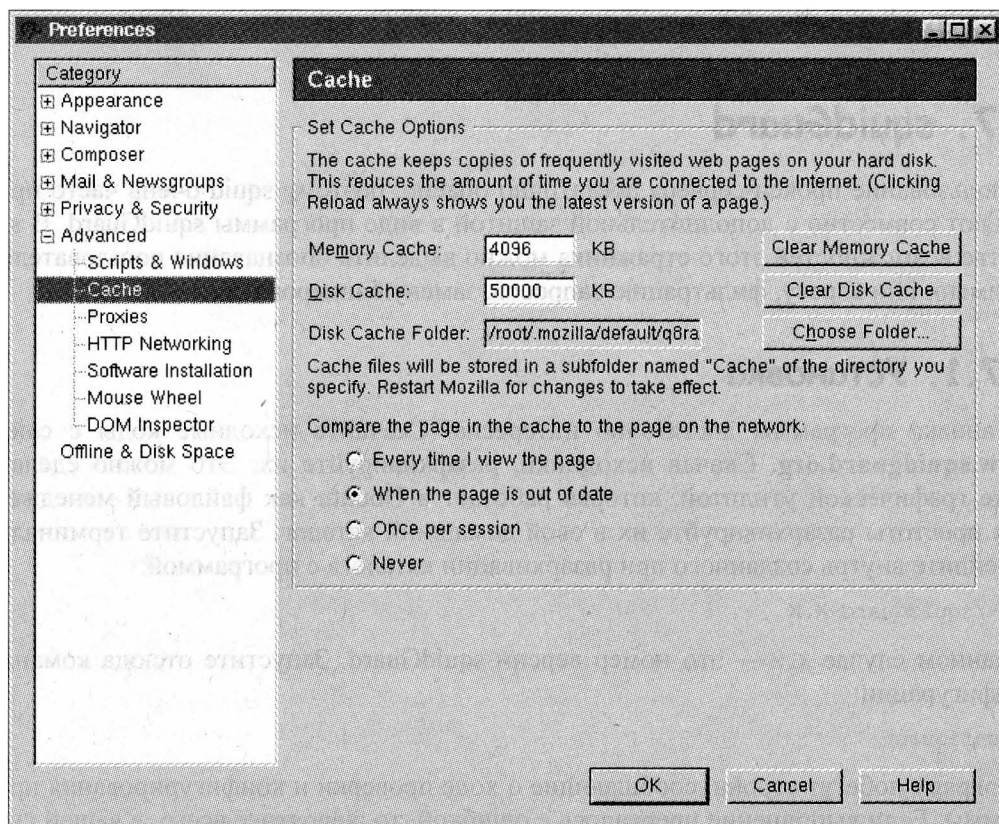 Preferences
Category
Appearance
Navigator
Composer
Mail & Newsgroups
Privacy & Security
Advanced
Scripts & Windows
Cache
Proxies
HTTP Networking
Software Installation
Mouse Wheel
DOM Inspector
Offline & Disk Space
Cache
Set Cache Options
The cache keeps copies of frequently visited web pages on your hard disk.
This reduces the amount of time you are connected to the Internet. (Clicking
Reload always shows you the latest version of a page.)
Memory Cache: 4096 KB Clear Memory Cache
Disk Cache: 50000 KB Clear Disk Cache
Disk Cache Folder: /root/.mozilla/default/q8ra Choose Folder...
Cache files will be stored in a subfolder named "Cache" of the directory you
specify. Restart Mozilla for changes to take effect.
Compare the page in the cache to the page on the network:
Every time I view the page
When the page is out of date
Once per session
Never
OK Cancel Help